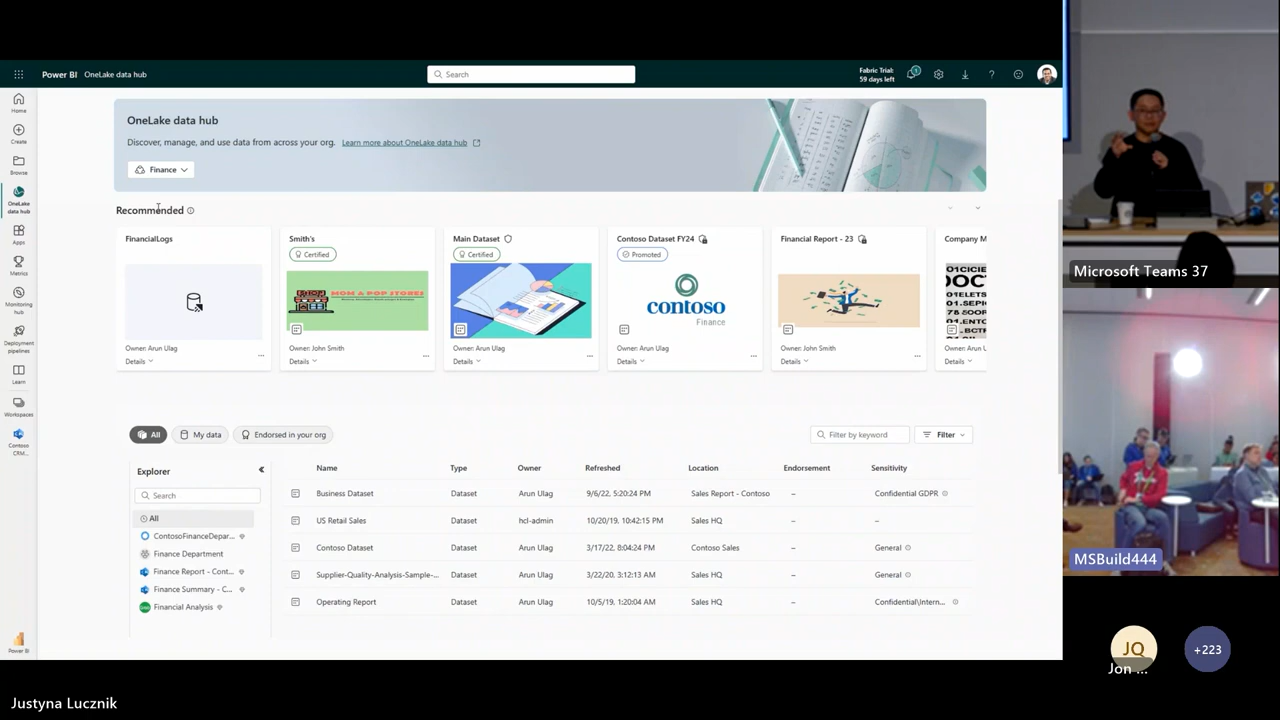 Power BI OneLake data hub
Search
Fabric Trial:
59 days left
Home
Create
Browse
OneLake
data hub
Apps
Metrics
Monitoring
hub
Deployment
pipelines
Learn
Workspaces
Contoso
CRM...
Power BI
OneLake data hub
Discover, manage, and use data from across your org. Learn more about OneLake data hub
Finance
Recommended
FinancialLogs
Owner: Arun Ulag
Details
Smith's
Certified
MOM A POP STORES
Owner: John Smith
Details
Main Dataset
Certified
Owner: Arun Ulag
Details
Contoso Dataset FY24
Promoted
contoso
Finance
Owner: Arun Ulag
Details
Financial Report - 23
Owner: John Smith
Details
Company M
Owner: Arun U
Details
All My data Endorsed in your org
Filter by keyword Filter
Explorer
Search
All
ContosoFinanceDepar...
Finance Department
Finance Report - Cont...
Finance Summary - C...
Financial Analysis
Name Type Owner Refreshed Location Endorsement Sensitivity
Business Dataset Dataset Arun Ulag 9/6/22, 5:20:24 PM Sales Report - Contoso – Confidential GDPR
US Retail Sales Dataset hcl-admin 10/20/19, 10:42:15 PM Sales HQ – –
Contoso Dataset Dataset Arun Ulag 3/17/22, 8:04:24 PM Contoso Sales – General
Supplier-Quality-Analysis-Sample-... Dataset Arun Ulag 3/22/20, 3:12:13 AM Sales HQ – General
Operating Report Dataset Arun Ulag 10/5/19, 1:20:04 AM Sales HQ – Confidential\Intern...
Microsoft Teams 37
MSBuild444
JQ
Jon ...
+223
Justyna Lucznik